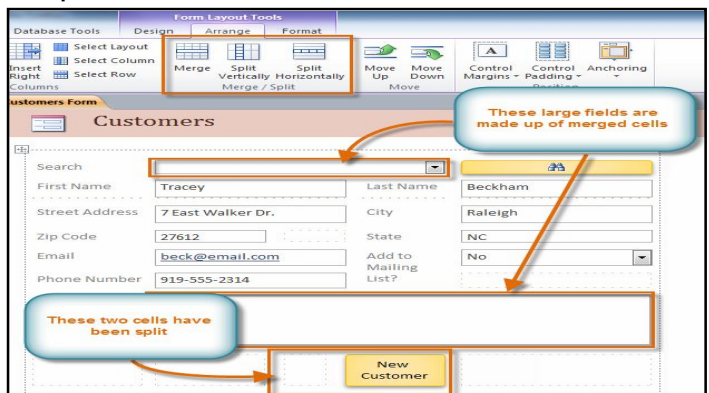 Form Layout Tools
Database Tools Design Arrange Format
Select Layout
Select Column
Select Row
Insert Right
Columns
Merge Split Vertically Split Horizontally
Merge / Split
Move Up Move Down
Move
Control Margins Control Padding Anchoring
Position
ustomers Form
Customers
These large fields are
made up of merged cells
Search
First Name Tracey Last Name Beckham
Street Address 7 East Walker Dr. City Raleigh
Zip Code 27612 State NC
Email beck@email.com Add to Mailing List? No
Phone Number 919-555-2314
These two cells have
been split
New
Customer